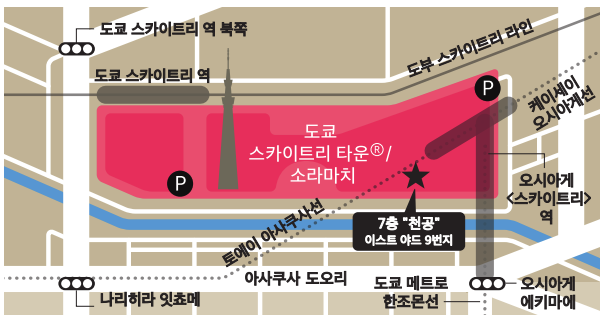 도쿄 스카이트리 역 북쪽
도쿄 스카이트리 역
도부 스카이트리 라인
P
케이세이
오시아게선
도쿄
스카이트리 타운®/
소라마치
P
오시아게
<스카이트리>
역
7층 "천공"
이스트 야드 9번지
토에이 아사쿠사선
아사쿠사 도오리
나리히라 잇쵸메
도쿄 메트로
한조몬선
오시아게
에키마에